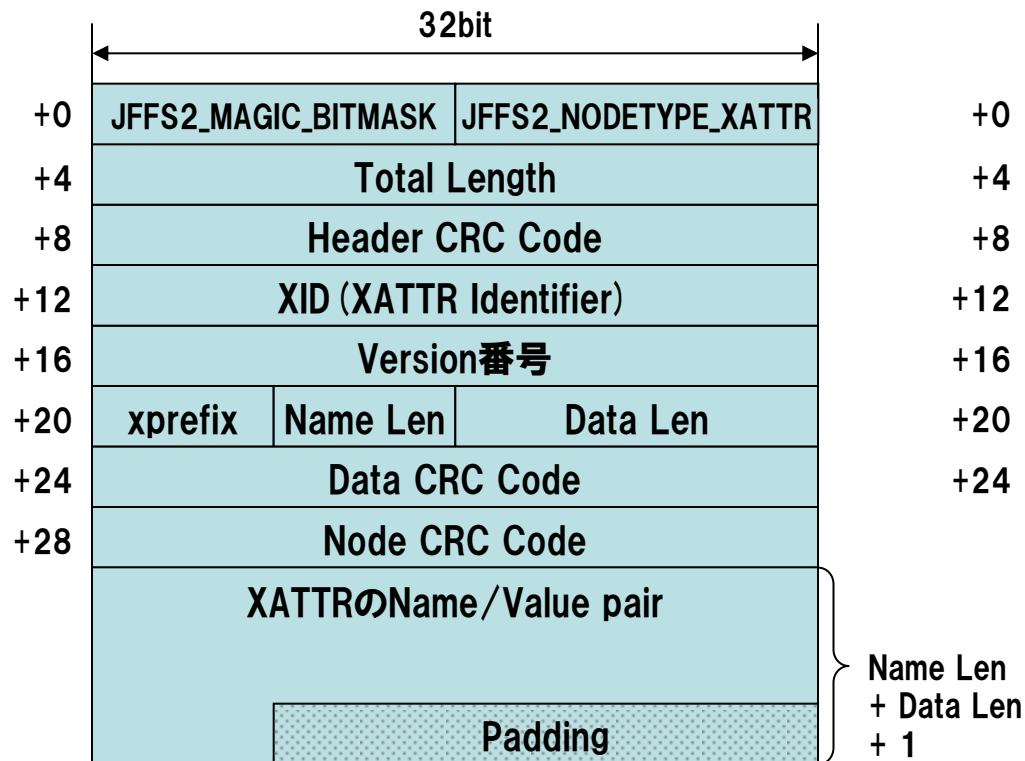 32bit
+0 JFFS2_MAGIC_BITMASK JFFS2_NODETYPE_XATTR +0
+4 Total Length +4
+8 Header CRC Code +8
+12 XID(XATTR Identifier) +12
+16 Version番号 +16
+20 xprefix Name Len Data Len +20
+24 Data CRC Code +24
+28 Node CRC Code
XATTRのName/Value pair
Name Len
+ Data Len
+ 1
Padding